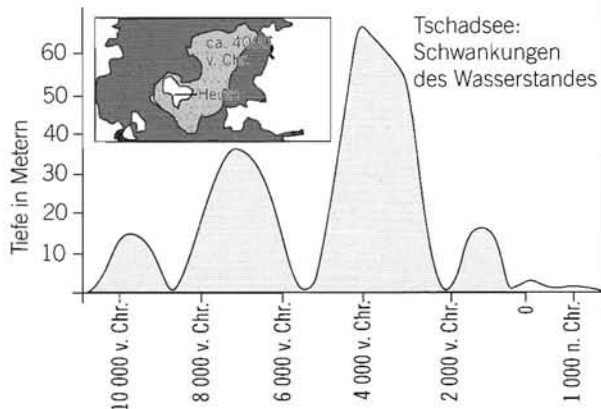 Tschadsee:
Schwankungen
des Wasserstandes
ca. 4000
v. Chr.
Heute
Tiefe in Metern
60
50
40
30
20
10
10 000 v. Chr.
8 000 v. Chr.
6 000 v. Chr.
4 000 v. Chr.
2 000 v. Chr.
0
1 000 n. Chr.